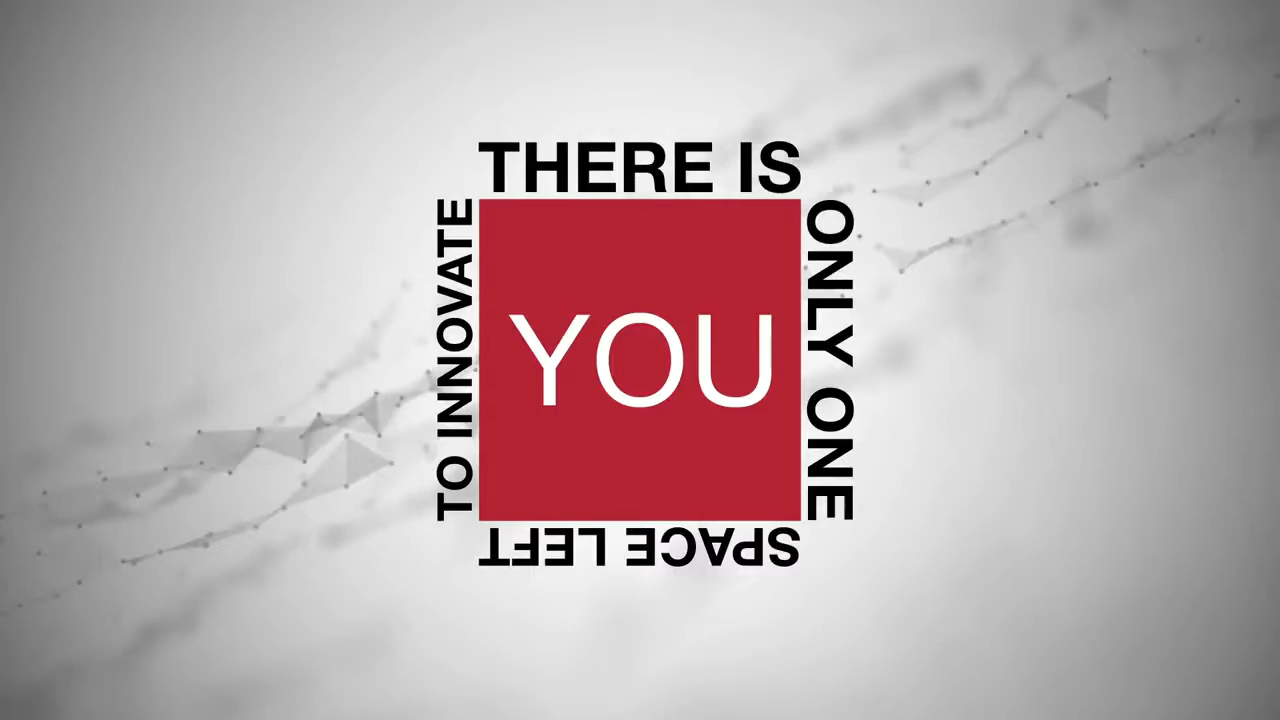 THERE IS
ONLY ONE
SPACE LEFT
TO INNOVATE
YOU